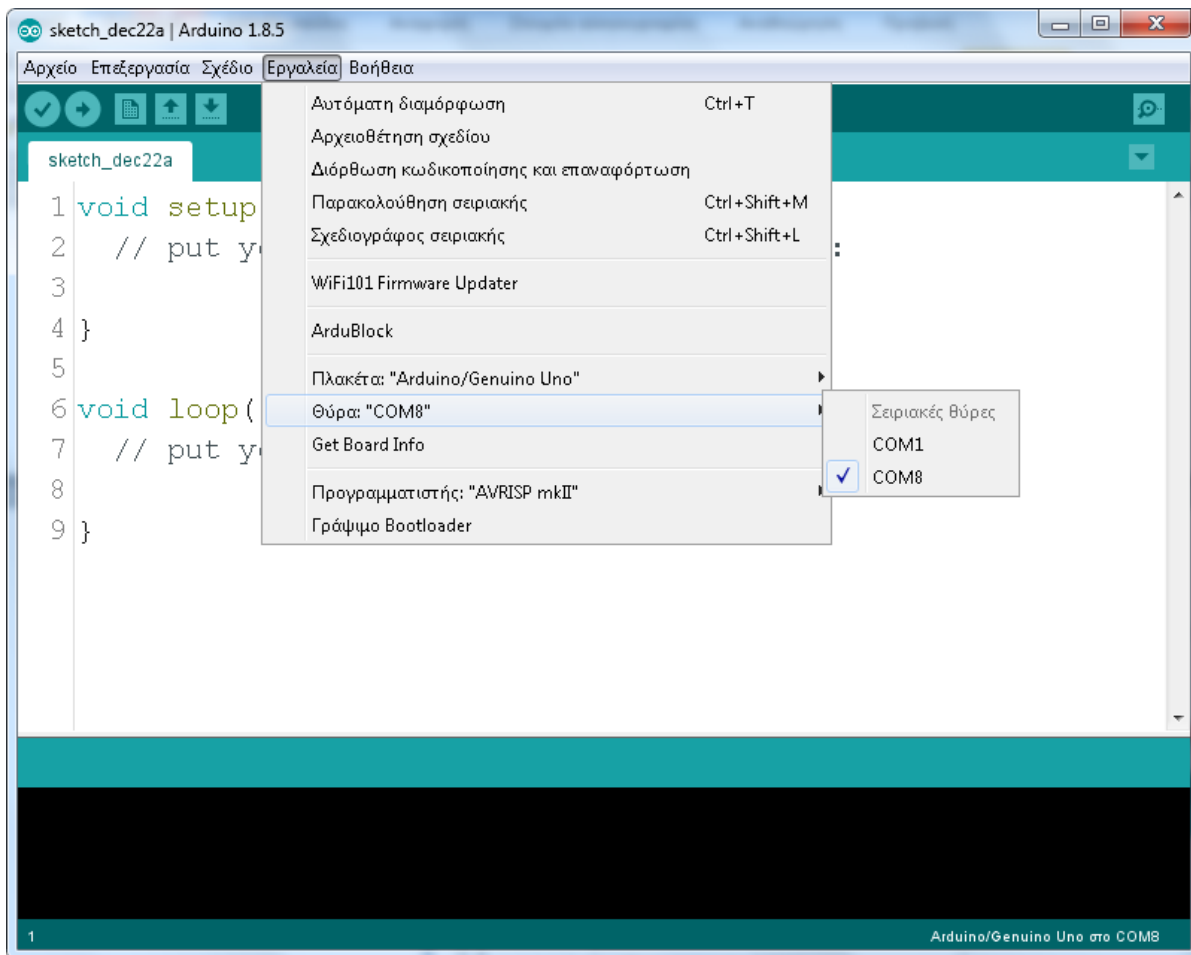 sketch_dec22a | Arduino 1.8.5
Αρχείο Επεξεργασία Σχέδιο Εργαλεία Βοήθεια
sketch_dec22a
Αυτόματη διαμόρφωση Ctrl+T
Αρχειοθέτηση σχεδίου
Διόρθωση κωδικοποίησης και επαναφόρτωση
Παρακολούθηση σειριακής Ctrl+Shift+M
Σχεδιογράφος σειριακής Ctrl+Shift+L
WiFi101 Firmware Updater
ArduBlock
Πλακέτα: "Arduino/Genuino Uno"
Θύρα: "COM8"
Get Board Info
Προγραμματιστής: "AVRISP mkII"
Γράψιμο Bootloader
Σειριακές θύρες
COM1
COM8
1 void setup
2 // put y :
3
4 }
5
6 void loop(
7 // put y
8
9 }
1 Arduino/Genuino Uno στο COM8